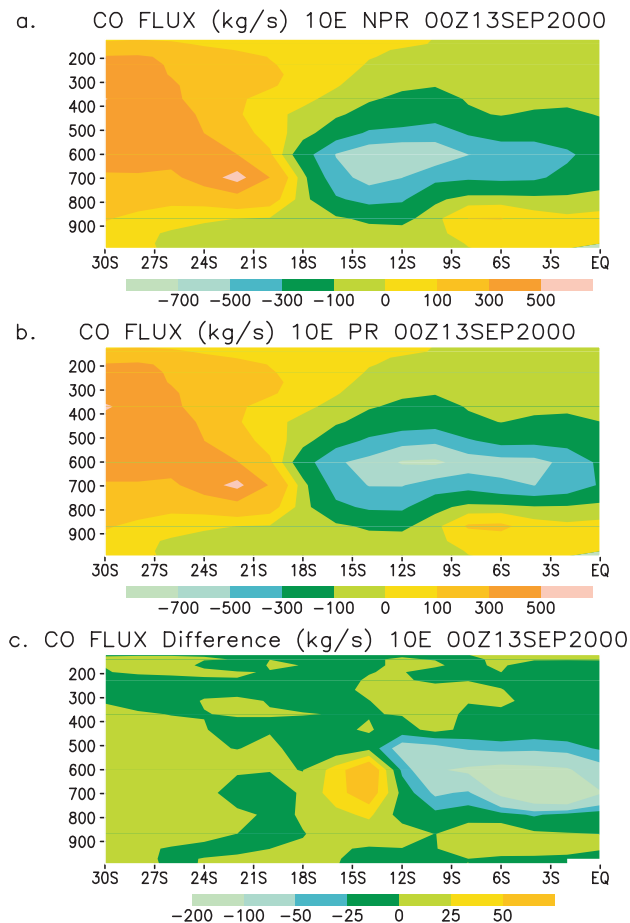 a. CO FLUX (kg/s) 10E NPR 00Z13SEP2000
200
300
400
500
600
700
800
900
30S 27S 24S 21S 18S 15S 12S 9S 6S 3S EQ
−700 −500 −300 −100 0 100 300 500
b. CO FLUX (kg/s) 10E PR 00Z13SEP2000
200
300
400
500
600
700
800
900
30S 27S 24S 21S 18S 15S 12S 9S 6S 3S EQ
−700 −500 −300 −100 0 100 300 500
c. CO FLUX Difference (kg/s) 10E 00Z13SEP2000
200
300
400
500
600
700
800
900
30S 27S 24S 21S 18S 15S 12S 9S 6S 3S EQ
−200 −100 −50 −25 0 25 50